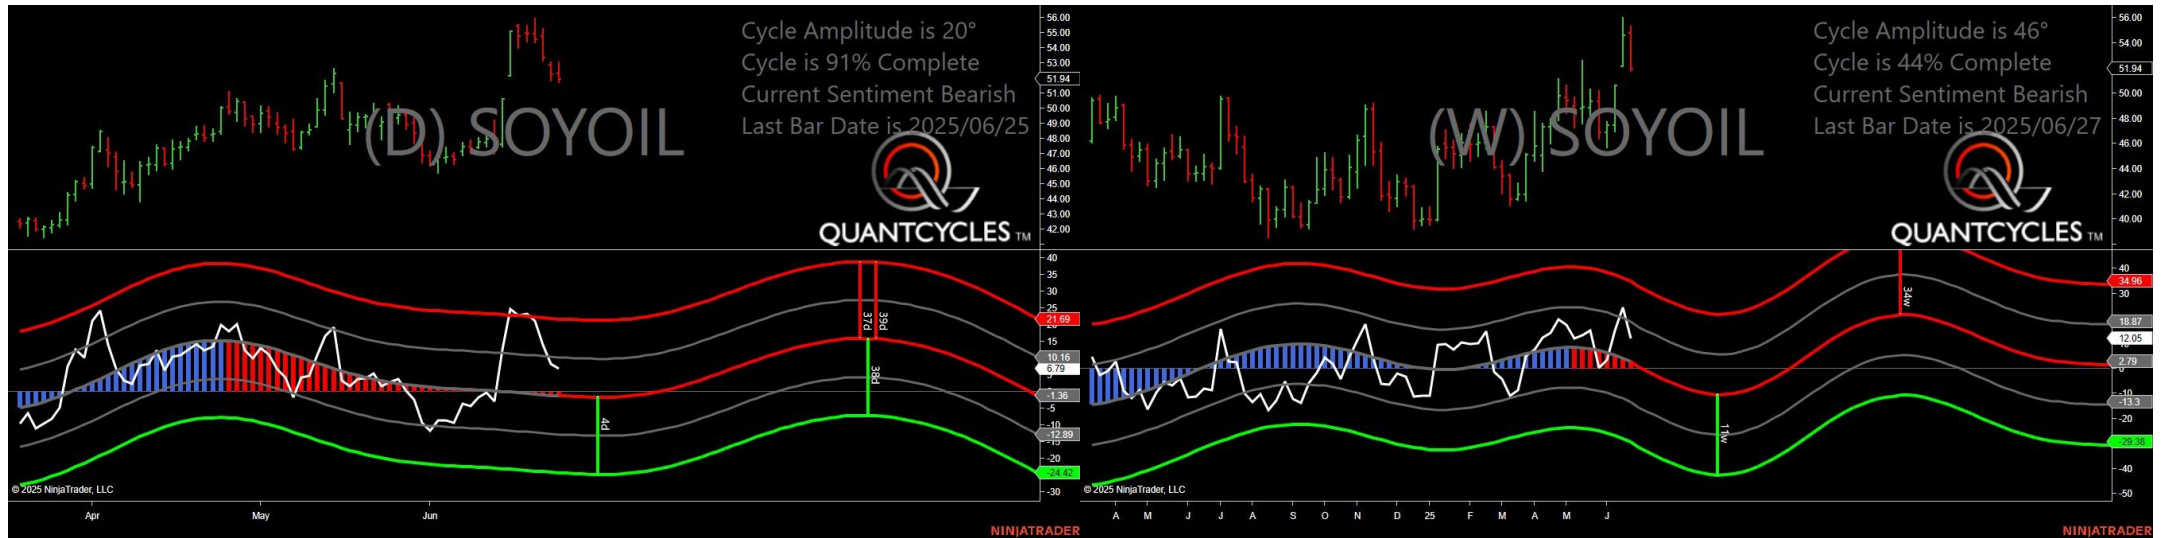 Cycle Amplitude is 20°
Cycle is 91% Complete
Current Sentiment Bearish
Last Bar Date is 2025/06/25
(D) SOYOIL
QUANTCYCLES TM
56.00
55.00
54.00
53.00
51.94
51.00
50.00
49.00
48.00
47.00
46.00
45.00
44.00
43.00
42.00
40
35
30
25
21.69
15
10.16
6.79
-1.36
-5
-12.89
-15
-20
-24.42
-30
37d
39d
38d
4d
© 2025 NinjaTrader, LLC
Apr May Jun
NINJATRADER
Cycle Amplitude is 46°
Cycle is 44% Complete
Current Sentiment Bearish
Last Bar Date is 2025/06/27
(W) SOYOIL
QUANTCYCLES TM
56.00
54.00
51.94
50.00
48.00
46.00
44.00
42.00
40.00
40
34.96
30
18.87
12.05
2.79
-10
-13.3
-20
-29.38
-40
-50
34w
11w
© 2025 NinjaTrader, LLC
A M J J A S O N D 25 F M A M J
NINJATRADER